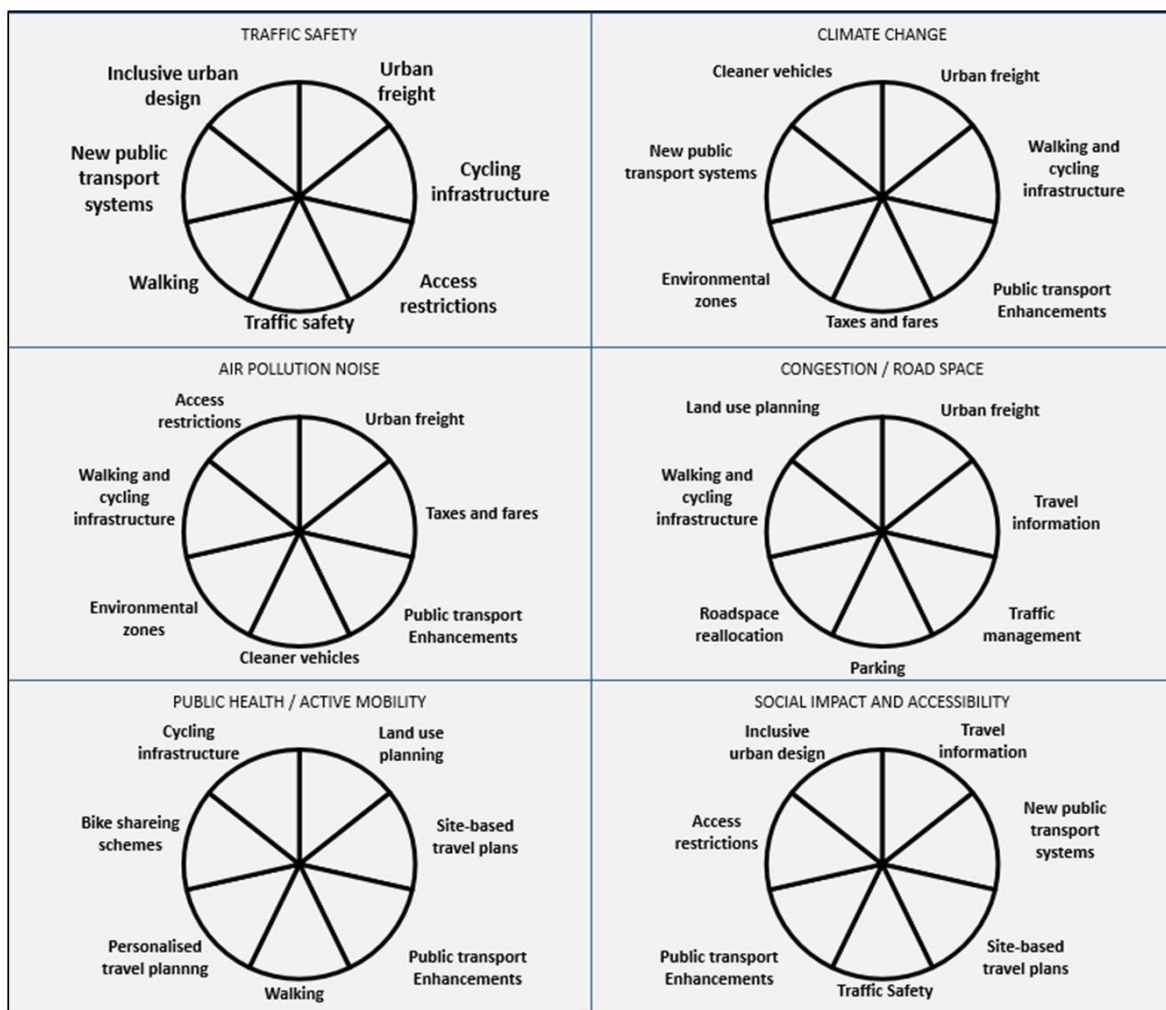 TRAFFIC SAFETY
Inclusive urban
design
Urban
freight
New public
transport
systems
Cycling
infrastructure
Walking
Access
restrictions
Traffic safety
CLIMATE CHANGE
Cleaner vehicles
Urban freight
New public
transport systems
Walking and
cycling
infrastructure
Environmental
zones
Public transport
Enhancements
Taxes and fares
AIR POLLUTION NOISE
Access
restrictions
Urban freight
Walking and
cycling
infrastructure
Taxes and fares
Environmental
zones
Public transport
Enhancements
Cleaner vehicles
CONGESTION / ROAD SPACE
Land use planning
Urban freight
Walking and
cycling
infrastructure
Travel
information
Roadspace
reallocation
Traffic
management
Parking
PUBLIC HEALTH / ACTIVE MOBILITY
Cycling
infrastructure
Land use
planning
Bike shareing
schemes
Site-based
travel plans
Personalised
travel plannng
Public transport
Enhancements
Walking
SOCIAL IMPACT AND ACCESSIBILITY
Inclusive
urban design
Travel
information
Access
restrictions
New public
transport
systems
Public transport
Enhancements
Site-based
travel plans
Traffic Safety